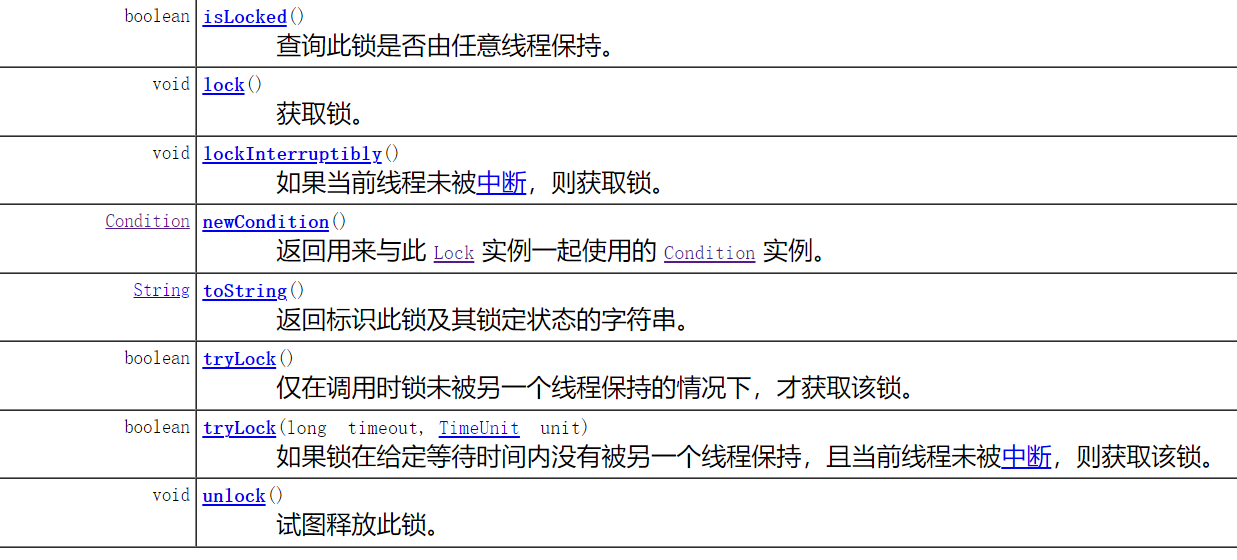 boolean isLocked()
查询此锁是否由任意线程保持。
void lock()
获取锁。
void lockInterruptibly()
如果当前线程未被中断，则获取锁。
Condition newCondition()
返回用来与此 Lock 实例一起使用的 Condition 实例。
String toString()
返回标识此锁及其锁定状态的字符串。
boolean tryLock()
仅在调用时锁未被另一个线程保持的情况下，才获取该锁。
boolean tryLock(long timeout, TimeUnit unit)
如果锁在给定等待时间内没有被另一个线程保持，且当前线程未被中断，则获取该锁。
void unlock()
试图释放此锁。